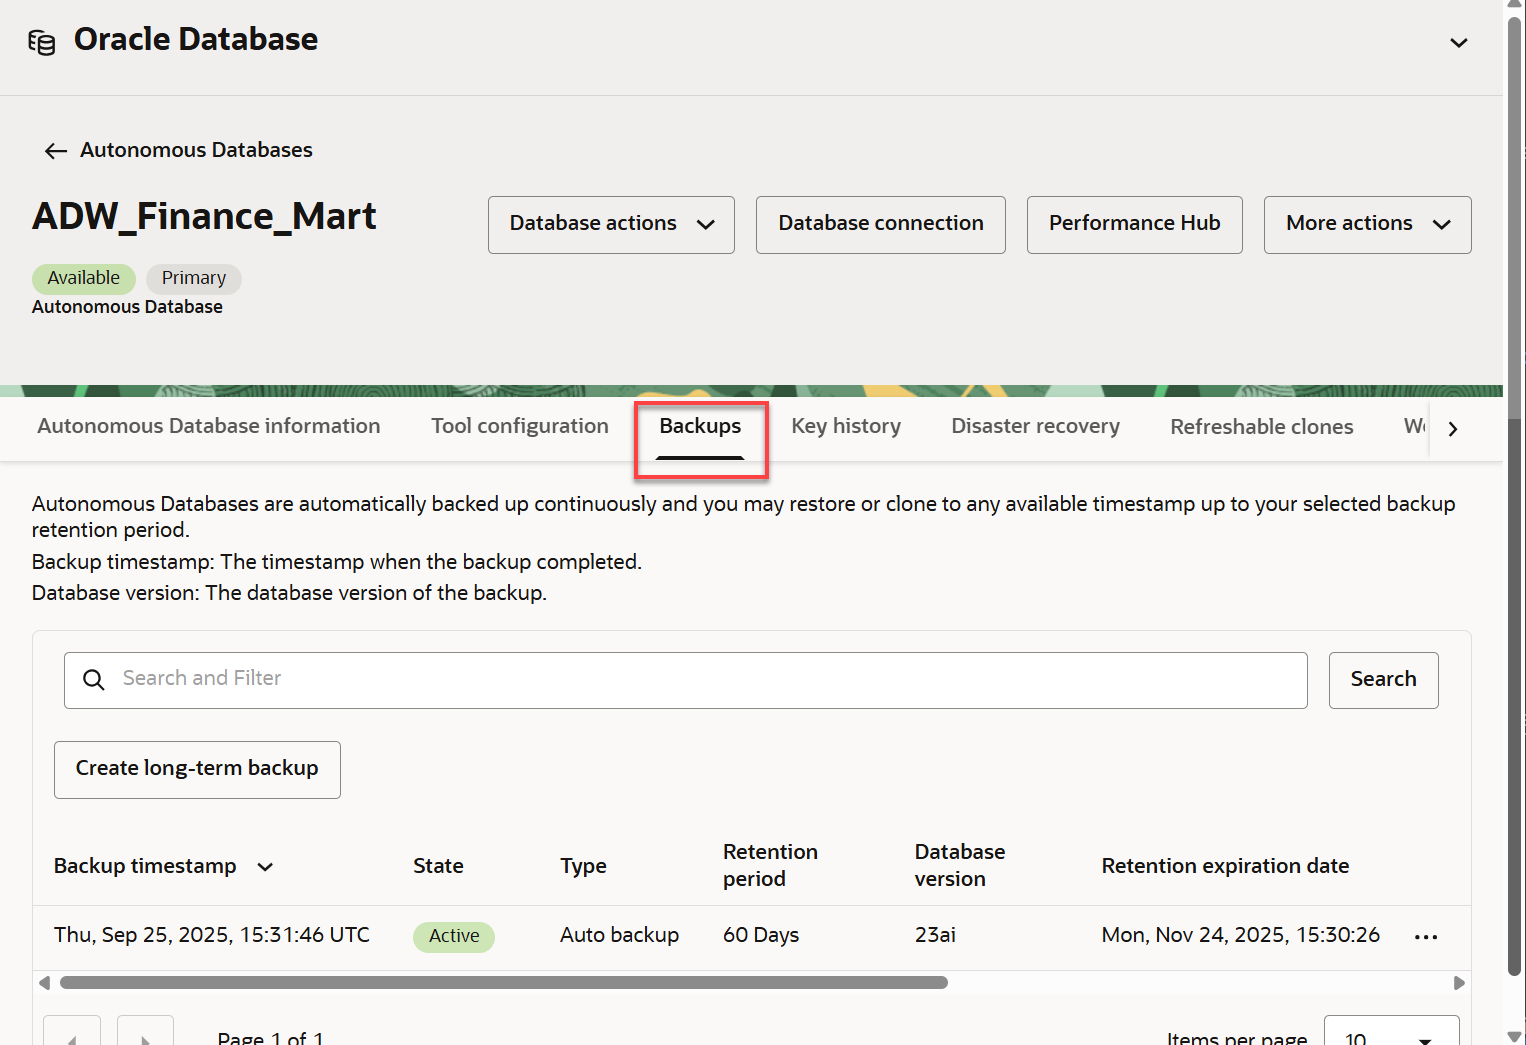 Oracle Database
Autonomous Databases
ADW_Finance_Mart
Database actions
Database connection
Performance Hub
More actions
Available
Primary
Autonomous Database
Autonomous Database information
Tool configuration
Backups
Key history
Disaster recovery
Refreshable clones
Autonomous Databases are automatically backed up continuously and you may restore or clone to any available timestamp up to your selected backup
retention period.
Backup timestamp: The timestamp when the backup completed.
Database version: The database version of the backup.
Search and Filter
Search
Create long-term backup
Backup timestamp
State
Type
Retention
period
Database
version
Retention expiration date
Thu, Sep 25, 2025, 15:31:46 UTC
Active
Auto backup
60 Days
23ai
Mon, Nov 24, 2025, 15:30:26
Page 1 of 1
Items per page
10